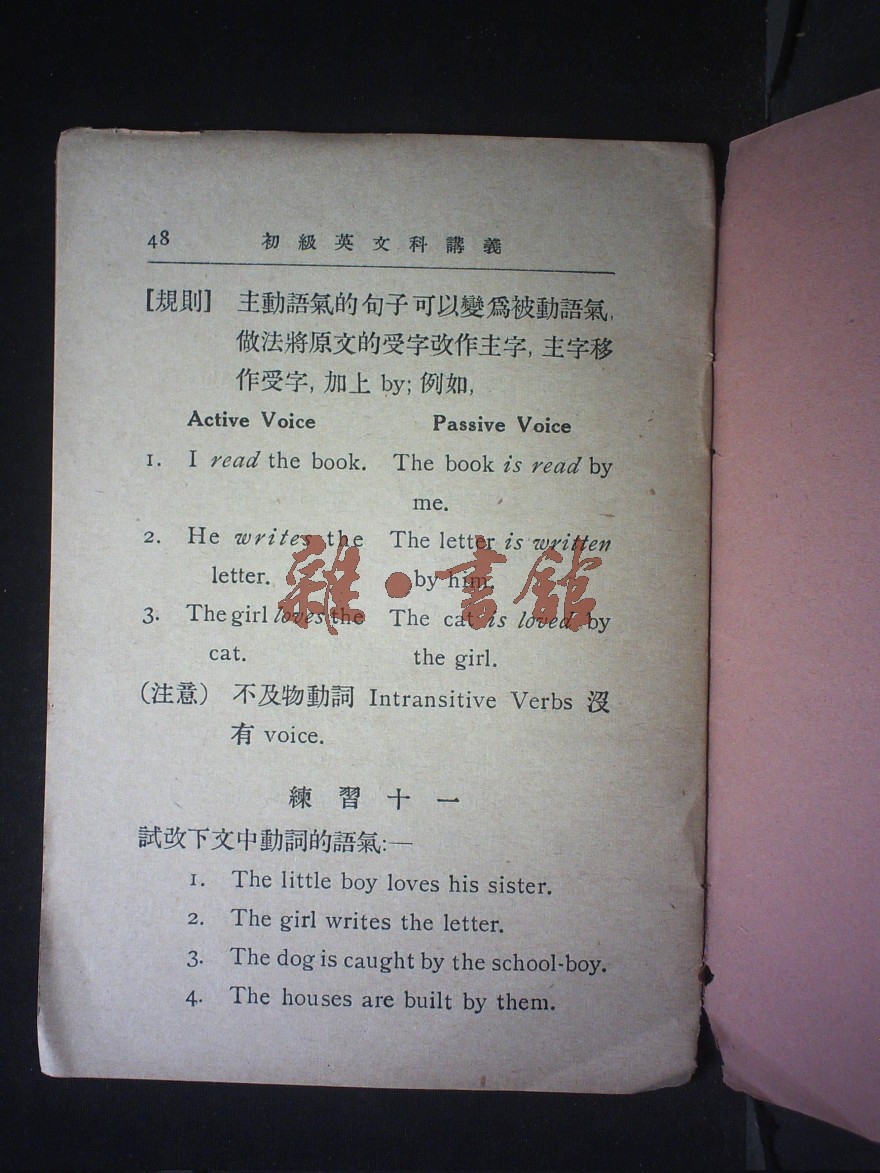 48 初級英文科講義
[規則] 主動語氣的句子可以變爲被動語氣,
做法將原文的受字改作主字, 主字移
作受字, 加上 by; 例如,
Active Voice Passive Voice
1. I read the book. The book is read by
me.
2. He writes the The letter is written
letter. by him
3. The girl loves the The cat is loved by
cat. the girl.
(注意) 不及物動詞 Intransitive Verbs 沒
有 voice.
練習十一
試改下文中動詞的語氣:—
1. The little boy loves his sister.
2. The girl writes the letter.
3. The dog is caught by the school-boy.
4. The houses are built by them.
雜·書館